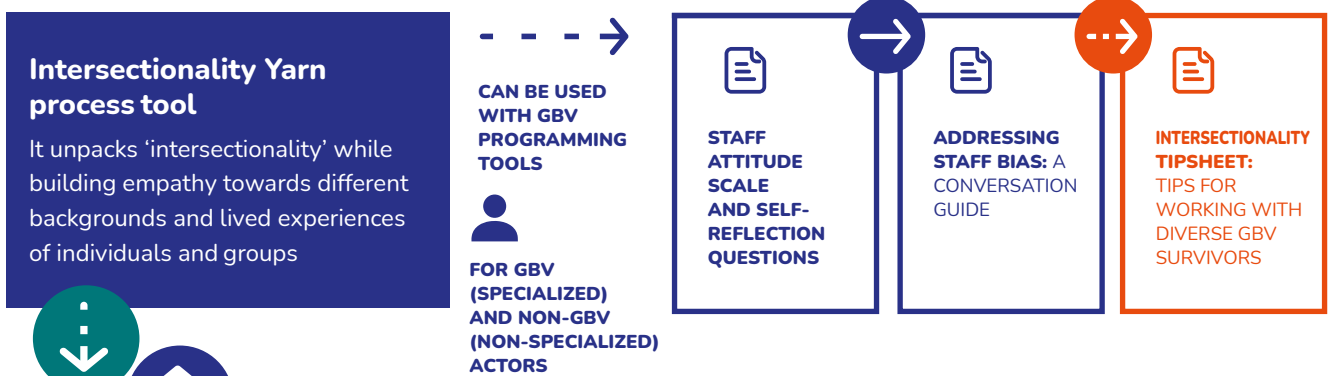 Intersectionality Yarn
process tool
It unpacks ‘intersectionality’ while
building empathy towards different
backgrounds and lived experiences
of individuals and groups
CAN BE USED
WITH GBV
PROGRAMMING
TOOLS
FOR GBV
(SPECIALIZED)
AND NON-GBV
(NON-SPECIALIZED)
ACTORS
STAFF
ATTITUDE
SCALE
AND SELF-
REFLECTION
QUESTIONS
ADDRESSING
STAFF BIAS: A
CONVERSATION
GUIDE
INTERSECTIONALITY
TIPSHEET:
TIPS FOR
WORKING WITH
DIVERSE GBV
SURVIVORS